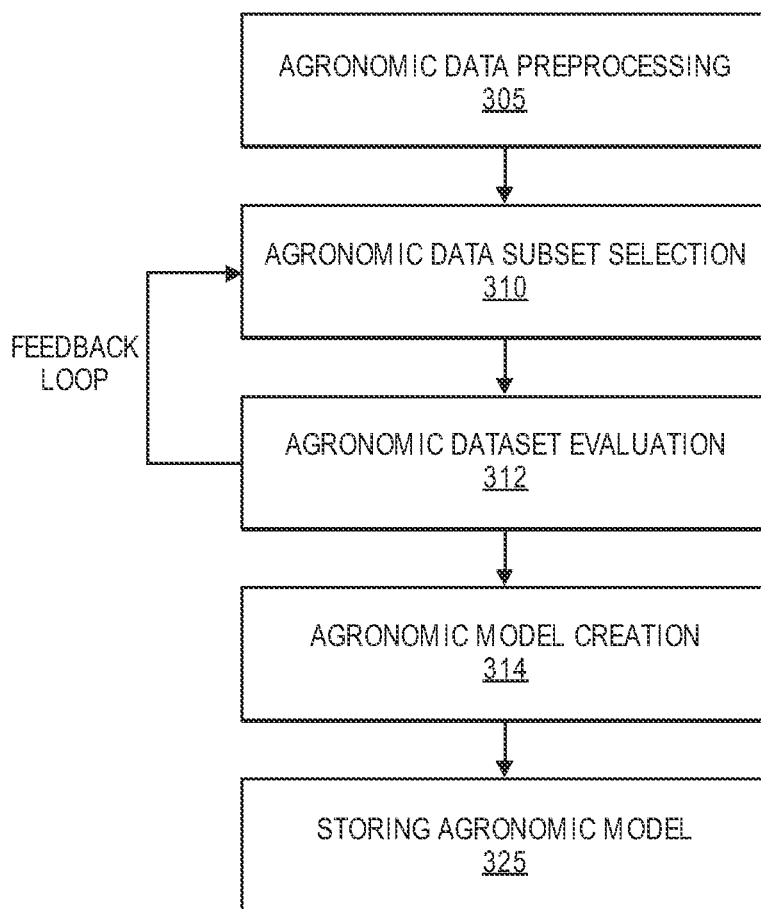 AGRONOMIC DATA PREPROCESSING
305
AGRONOMIC DATA SUBSET SELECTION
310
FEEDBACK
LOOP
AGRONOMIC DATASET EVALUATION
312
AGRONOMIC MODEL CREATION
314
STORING AGRONOMIC MODEL
325